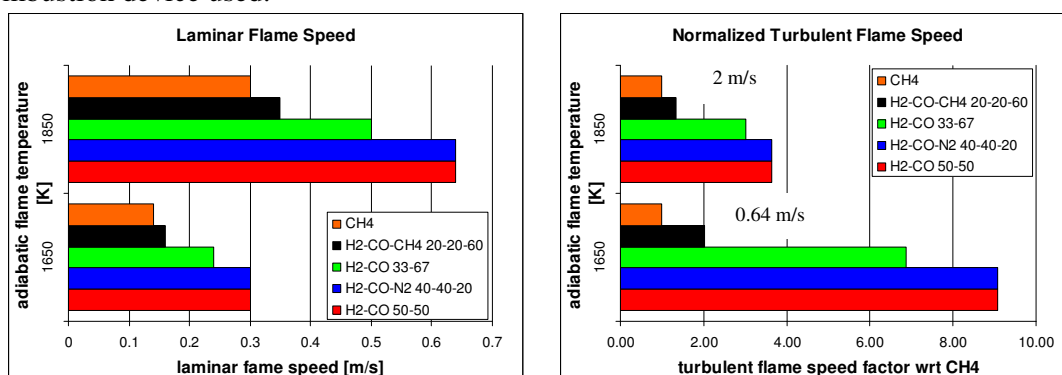 mbustion device used.
Laminar Flame Speed
0
0.1
0.2
0.3
0.4
0.5
0.6
0.7
laminar fame speed [m/s]
adiabatic flame temperature
[K]
1850
1650
CH4
H2-CO-CH4 20-20-60
H2-CO 33-67
H2-CO-N2 40-40-20
H2-CO 50-50
Normalized Turbulent Flame Speed
0.00
2.00
4.00
6.00
8.00
10.00
turbulent flame speed factor wrt CH4
adiabatic flame temperature
[K]
1850
1650
2 m/s
0.64 m/s
CH4
H2-CO-CH4 20-20-60
H2-CO 33-67
H2-CO-N2 40-40-20
H2-CO 50-50